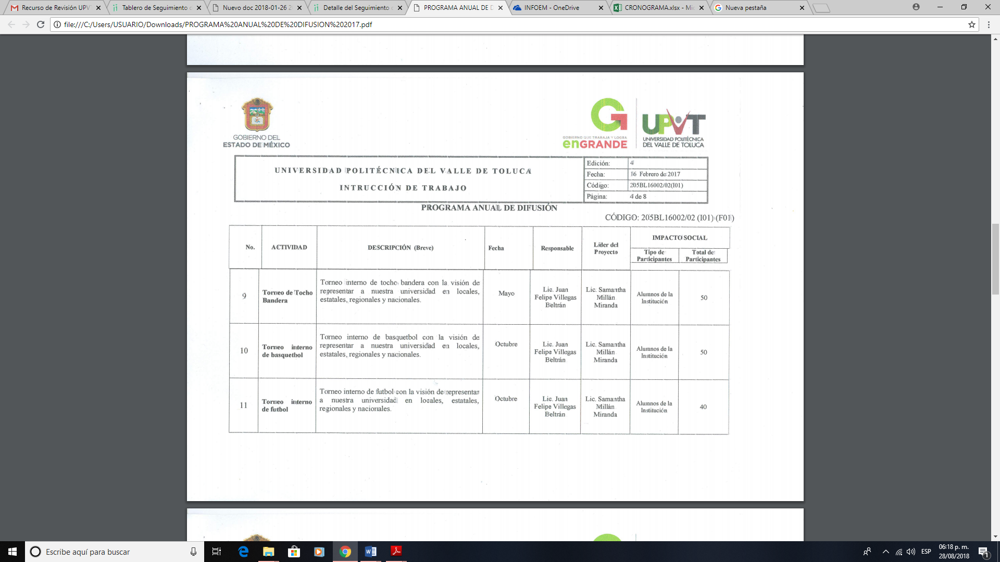 Recurso de Revisión UPV
Tablero de Seguimiento
Nuevo doc 2018-01-26
Detalle del Seguimiento
PROGRAMA ANUAL DE D
INFOEM - OneDrive
CRONOGRAMA.xlsx - Mic
Nueva pestaña
file:///C:/Users/USUARIO/Downloads/PROGRAMA%20ANUAL%20DE%20DIFUSION%202017.pdf
GOBIERNO DEL
ESTADO DE MÉXICO
GOBIERNO QUE TRABAJA Y LOGRA
enGRANDE
UPVT
UNIVERSIDAD POLITÉCNICA
DEL VALLE DE TOLUCA
UNIVERSIDAD POLITÉCNICA DEL VALLE DE TOLUCA
INTRUCCIÓN DE TRABAJO
Edición: 4
Fecha: 16 Febrero de 2017
Código: 205BL16002/02(I01)
Página: 4 de 8
PROGRAMA ANUAL DE DIFUSIÓN
CÓDIGO: 205BL16002/02 (I01) (F01)
No.
ACTIVIDAD
DESCRIPCIÓN (Breve)
Fecha
Responsable
Líder del
Proyecto
IMPACTO SOCIAL
Tipo de
Participantes
Total de
Participantes
9
Torneo de Tocho
Bandera
Torneo interno de tocho bandera con la visión de
representar a nuestra universidad en locales,
estatales, regionales y nacionales.
Mayo
Lic. Juan
Felipe Villegas
Beltrán
Lic. Samantha
Millán
Miranda
Alumnos de la
Institución
50
10
Torneo interno
de basquetbol
Torneo interno de basquetbol con la visión de
representar a nuestra universidad en locales,
estatales, regionales y nacionales.
Octubre
Lic. Juan
Felipe Villegas
Beltrán
Lic. Samantha
Millán
Miranda
Alumnos de la
Institución
50
11
Torneo interno
de futbol
Torneo interno de futbol con la visión de representar
a nuestra universidad en locales, estatales,
regionales y nacionales.
Octubre
Lic. Juan
Felipe Villegas
Beltrán
Lic. Samantha
Millán
Miranda
Alumnos de la
Institución
40
Escribe aquí para buscar
ESP
06:18 p. m.
28/08/2018
1